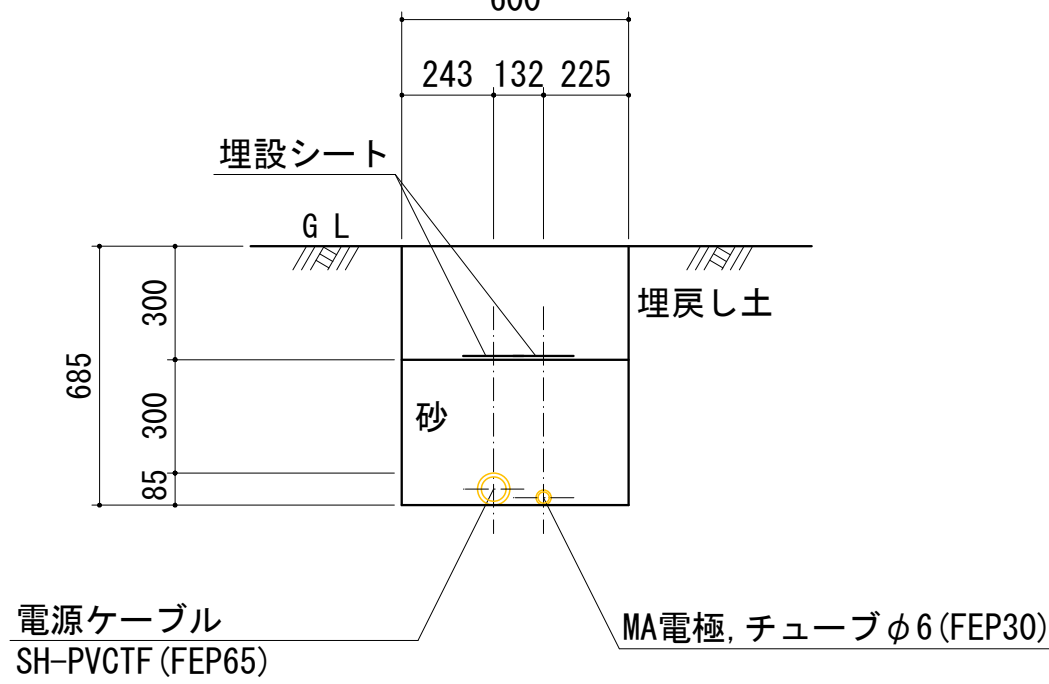 600
243 132 225
埋設シート
G L
埋戻し土
300
685
300
砂
85
電源ケーブル
SH-PVCTF(FEP65)
MA電極,チューブφ6(FEP30)